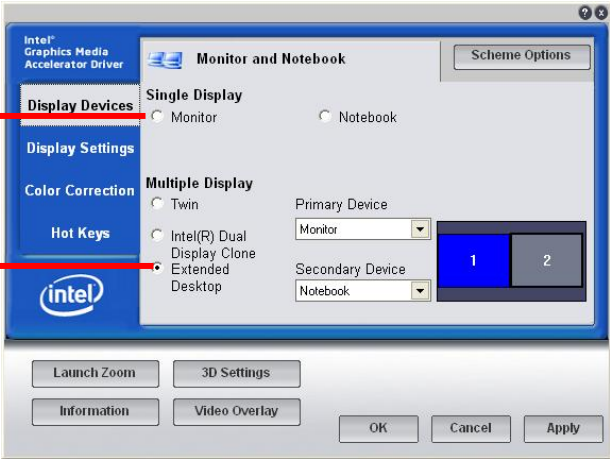 Intel®
Graphics Media
Accelerator Driver
Monitor and Notebook
Scheme Options
Display Devices
Display Settings
Color Correction
Hot Keys
intel
Single Display
Monitor
Notebook
Multiple Display
Twin
Intel(R) Dual
Display Clone
Extended
Desktop
Primary Device
Monitor
Secondary Device
Notebook
1
2
Launch Zoom
3D Settings
Information
Video Overlay
OK
Cancel
Apply